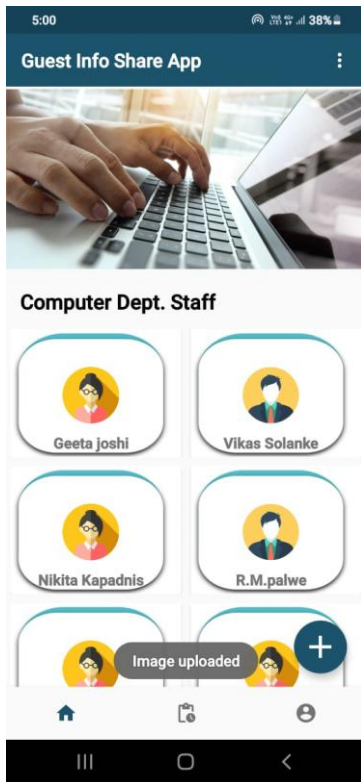 5:00
38%
Guest Info Share App
Computer Dept. Staff
Geeta joshi
Vikas Solanke
Nikita Kapadnis
R.M.palwe
Image uploaded